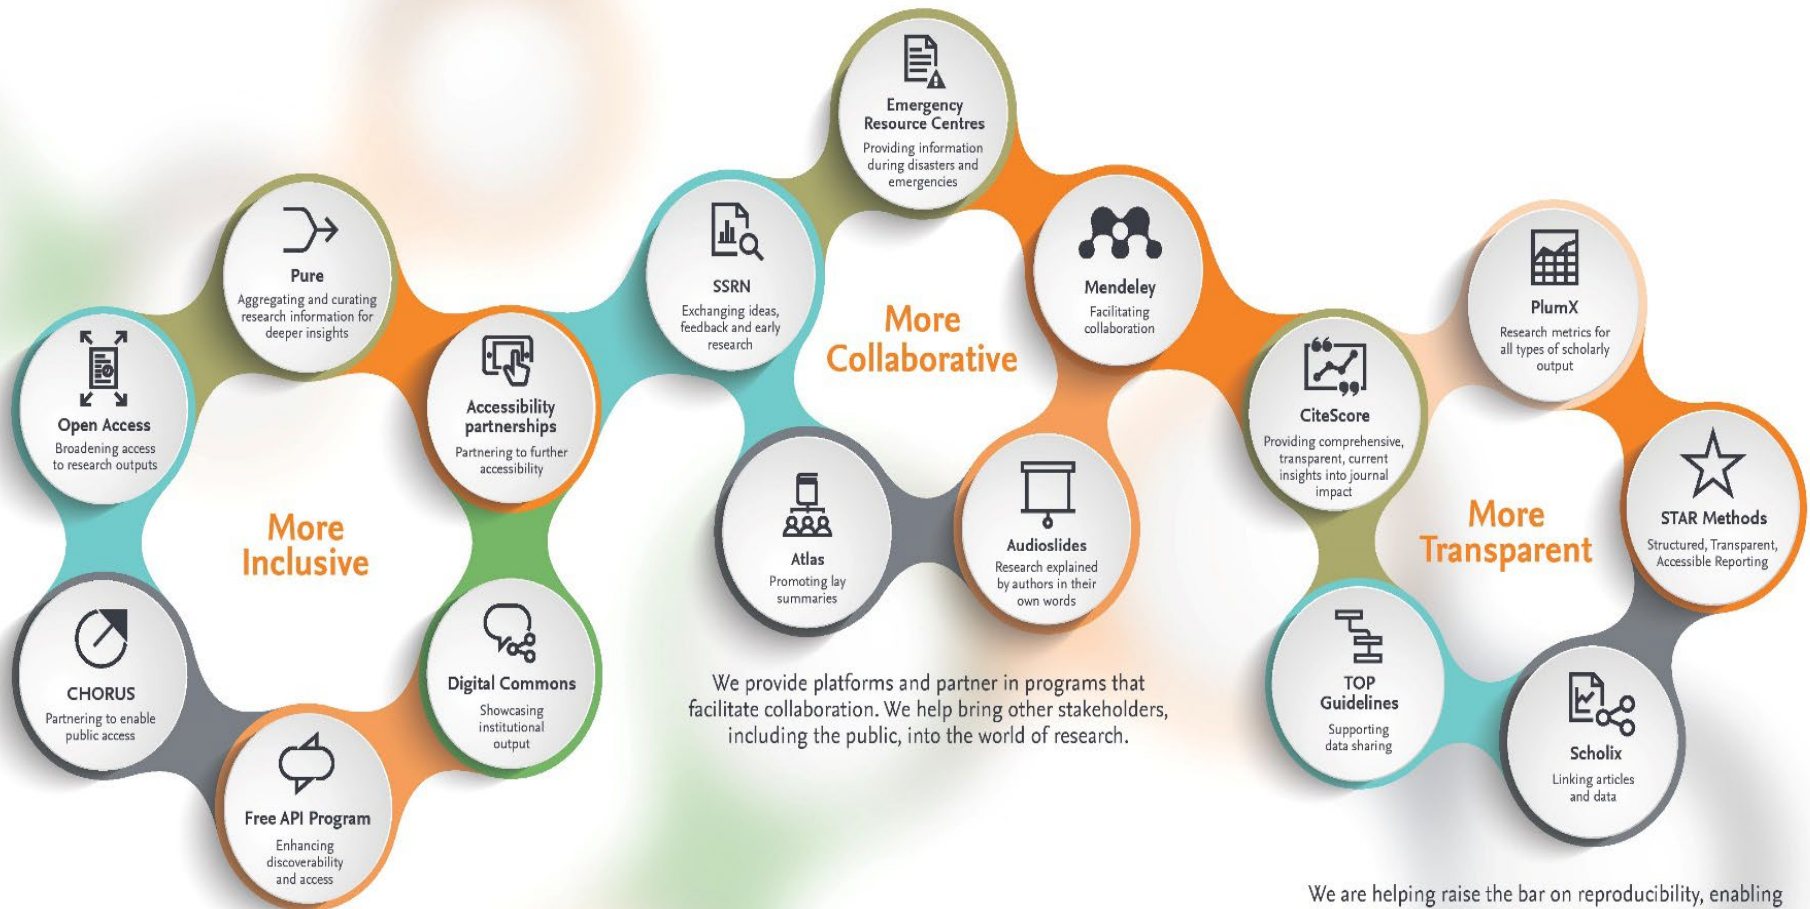 Emergency
Resource Centres
Providing information
during disasters and
emergencies
Pure
Aggregating and curating
research information for
deeper insights
SSRN
Exchanging ideas,
feedback and early
research
Mendeley
Facilitating
collaboration
PlumX
Research metrics for
all types of scholarly
output
Open Access
Broadening access
to research outputs
Accessibility
partnerships
Partnering to further
accessibility
More
Collaborative
CiteScore
Providing comprehensive,
transparent, current
insights into journal
impact
More
Inclusive
Atlas
Promoting lay
summaries
Audioslides
Research explained
by authors in their
own words
More
Transparent
STAR Methods
Structured, Transparent,
Accessible Reporting
CHORUS
Partnering to enable
public access
Digital Commons
Showcasing
institutional
output
We provide platforms and partner in programs that
facilitate collaboration. We help bring other stakeholders,
including the public, into the world of research.
TOP
Guidelines
Supporting
data sharing
Scholix
Linking articles
and data
Free API Program
Enhancing
discoverability
and access
We are helping raise the bar on reproducibility, enabling